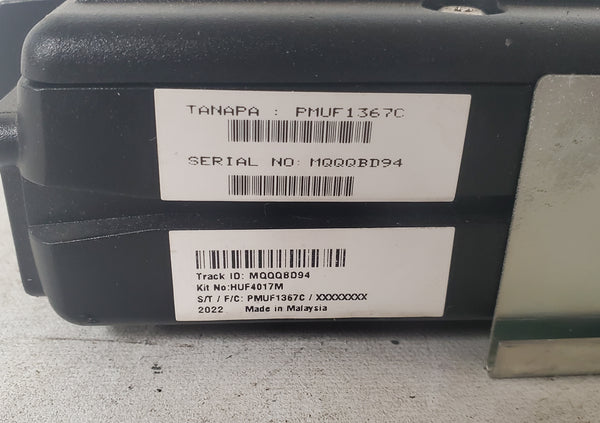 TANAPA : PMUF1367C
SERIAL NO: MQQQBD94
Track ID: MQQQBD94
Kit No:HUF4017M
S/T / F/C: PMUF1367C / XXXXXXXX
2022 Made in Malaysia